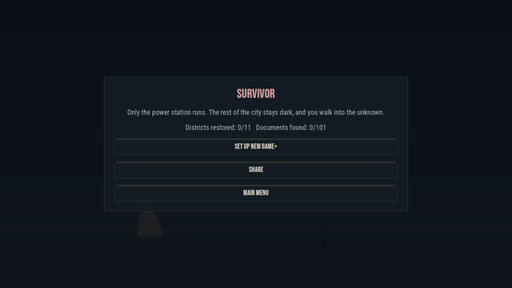 SURVIVOR
Only the power station runs. The rest of the city stays dark, and you walk into the unknown.
Districts restored: 0/11 Documents found: 0/101
SET UP NEW GAME+
SHARE
MAIN MENU